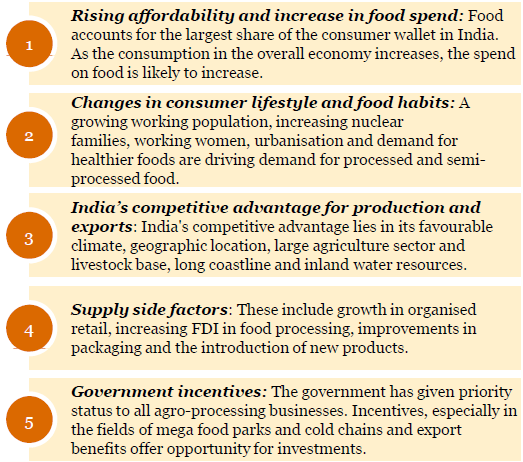 1
Rising affordability and increase in food spend: Food
accounts for the largest share of the consumer wallet in India.
As the consumption in the overall economy increases, the spend
on food is likely to increase.
2
Changes in consumer lifestyle and food habits: A
growing working population, increasing nuclear
families, working women, urbanisation and demand for
healthier foods are driving demand for processed and semi-
processed food.
3
India's competitive advantage for production and
exports: India's competitive advantage lies in its favourable
climate, geographic location, large agriculture sector and
livestock base, long coastline and inland water resources.
4
Supply side factors: These include growth in organised
retail, increasing FDI in food processing, improvements in
packaging and the introduction of new products.
5
Government incentives: The government has given priority
status to all agro-processing businesses. Incentives, especially in
the fields of mega food parks and cold chains and export
benefits offer opportunity for investments.